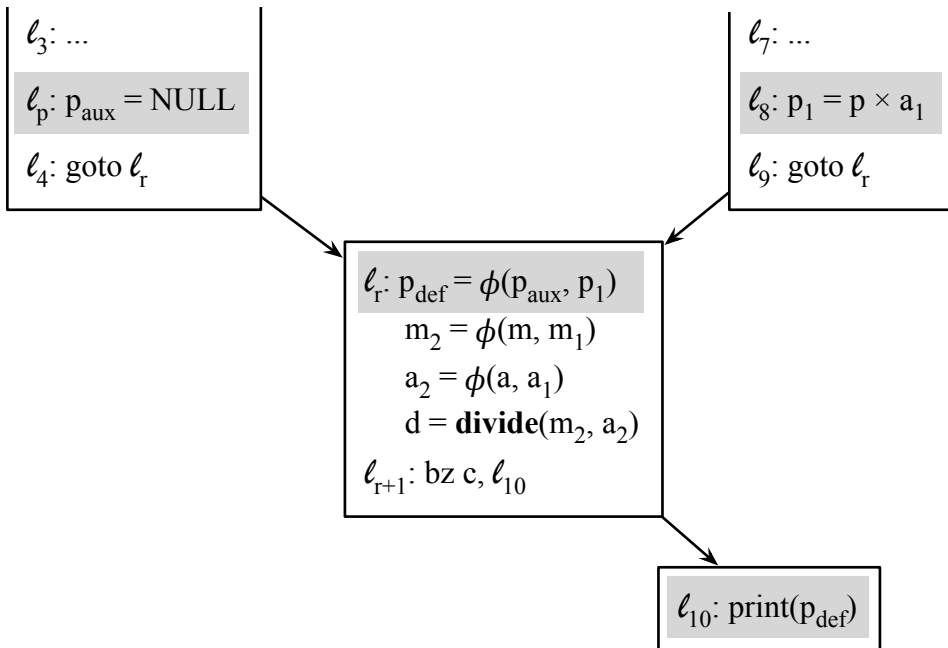 ℓ3: ...
ℓp: paux = NULL
ℓ4: goto ℓr
ℓ7: ...
ℓ8: p1 = p × a1
ℓ9: goto ℓr
ℓr: pdef = ϕ(paux, p1)
m2 = ϕ(m, m1)
a2 = ϕ(a, a1)
d = divide(m2, a2)
ℓr+1: bz c, ℓ10
ℓ10: print(pdef)